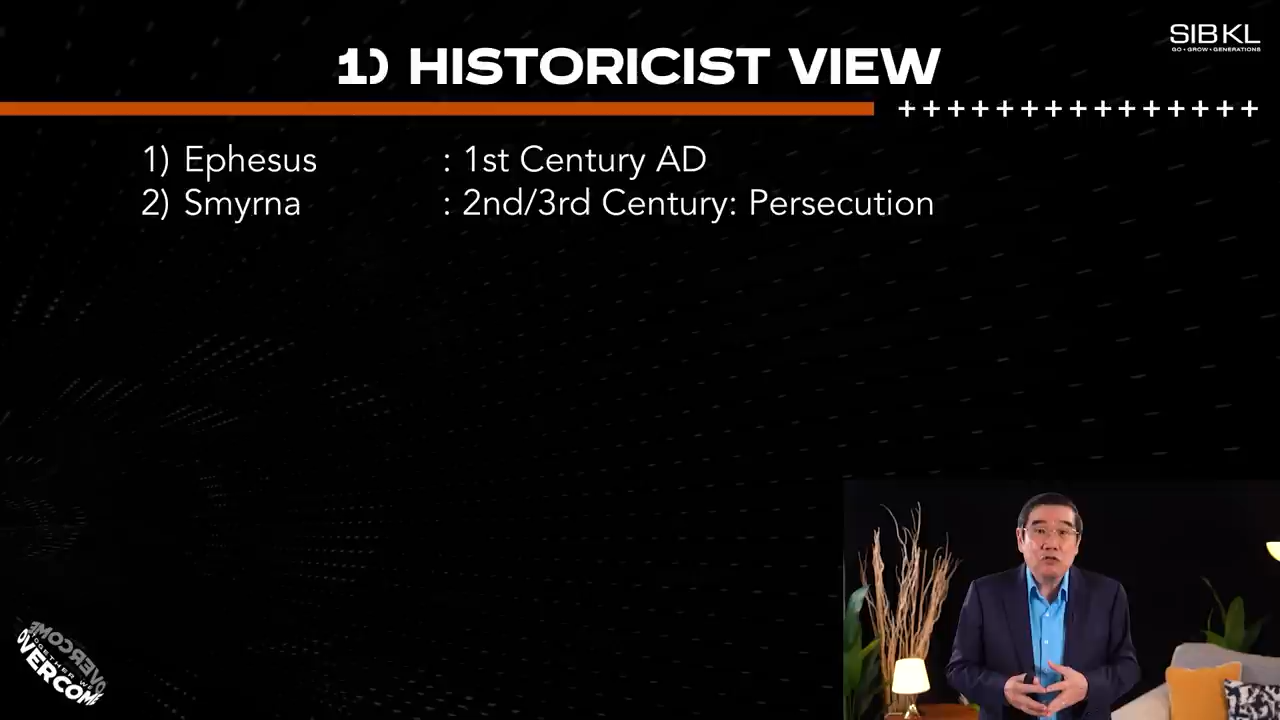 SIBKL
GO • GROW • GENERATIONS
1) HISTORICIST VIEW
1) Ephesus : 1st Century AD
2) Smyrna : 2nd/3rd Century: Persecution
OVERCOME
OVERCOME